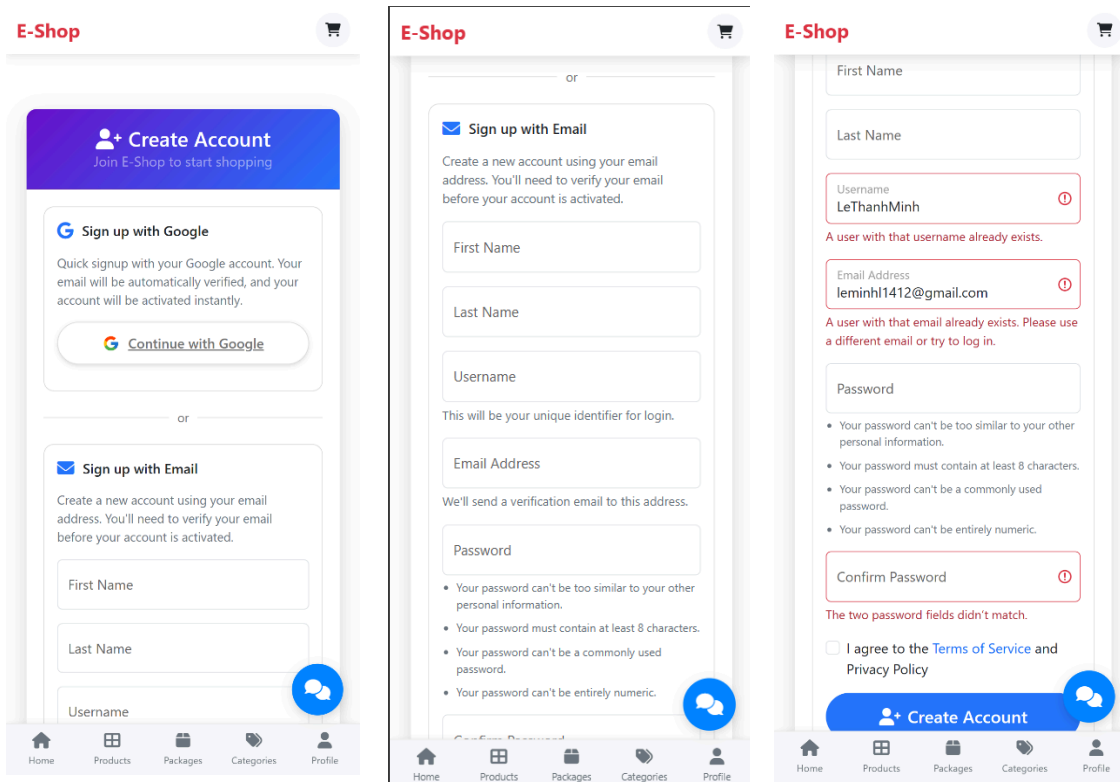 E-Shop
Create Account
Join E-Shop to start shopping
Sign up with Google
Quick signup with your Google account. Your
email will be automatically verified, and your
account will be activated instantly.
Continue with Google
or
Sign up with Email
Create a new account using your email
address. You'll need to verify your email
before your account is activated.
First Name
Last Name
Username
Home
Products
Packages
Categories
Profile
E-Shop
or
Sign up with Email
Create a new account using your email
address. You'll need to verify your email
before your account is activated.
First Name
Last Name
Username
This will be your unique identifier for login.
Email Address
We'll send a verification email to this address.
Password
• Your password can't be too similar to your other
personal information.
• Your password must contain at least 8 characters.
• Your password can't be a commonly used
password.
• Your password can't be entirely numeric.
Confirm Password
Home
Products
Packages
Categories
Profile
E-Shop
First Name
Last Name
Username
LeThanhMinh
A user with that username already exists.
Email Address
leminhl1412@gmail.com
A user with that email already exists. Please use
a different email or try to log in.
Password
• Your password can't be too similar to your other
personal information.
• Your password must contain at least 8 characters.
• Your password can't be a commonly used
password.
• Your password can't be entirely numeric.
Confirm Password
The two password fields didn't match.
I agree to the Terms of Service and
Privacy Policy
Create Account
Home
Products
Packages
Categories
Profile